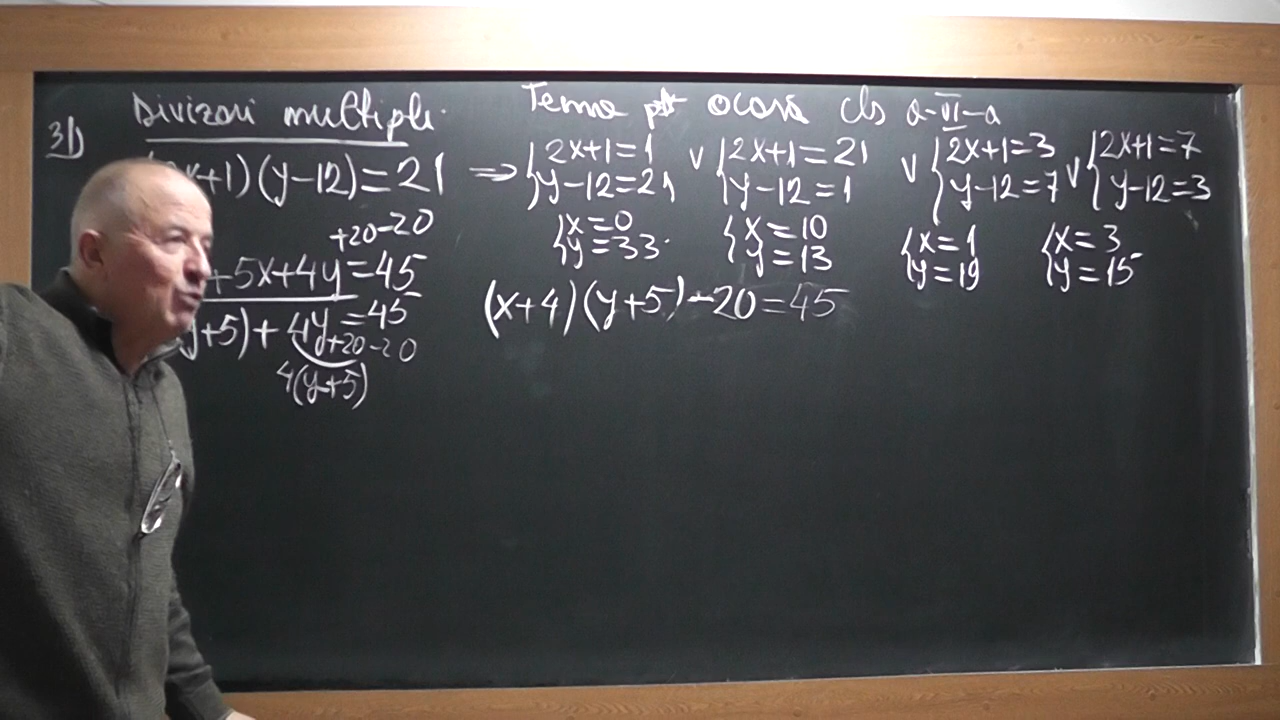 Divizori multipli. Tema pt acasă cls a-VI-a
31)
x+1)(y-12)=21 => {2x+1=1 y-12=21 v {2x+1=21 y-12=1 v {2x+1=3 y-12=7 v {2x+1=7 y-12=3
{x=0 y=33. {x=10 y=13 {x=1 y=19 {x=3 y=15
+20-20
+5x+4y=45
(x+4)(y+5)-20=45
y+5)+4y=45
+20-20
4(y+5)